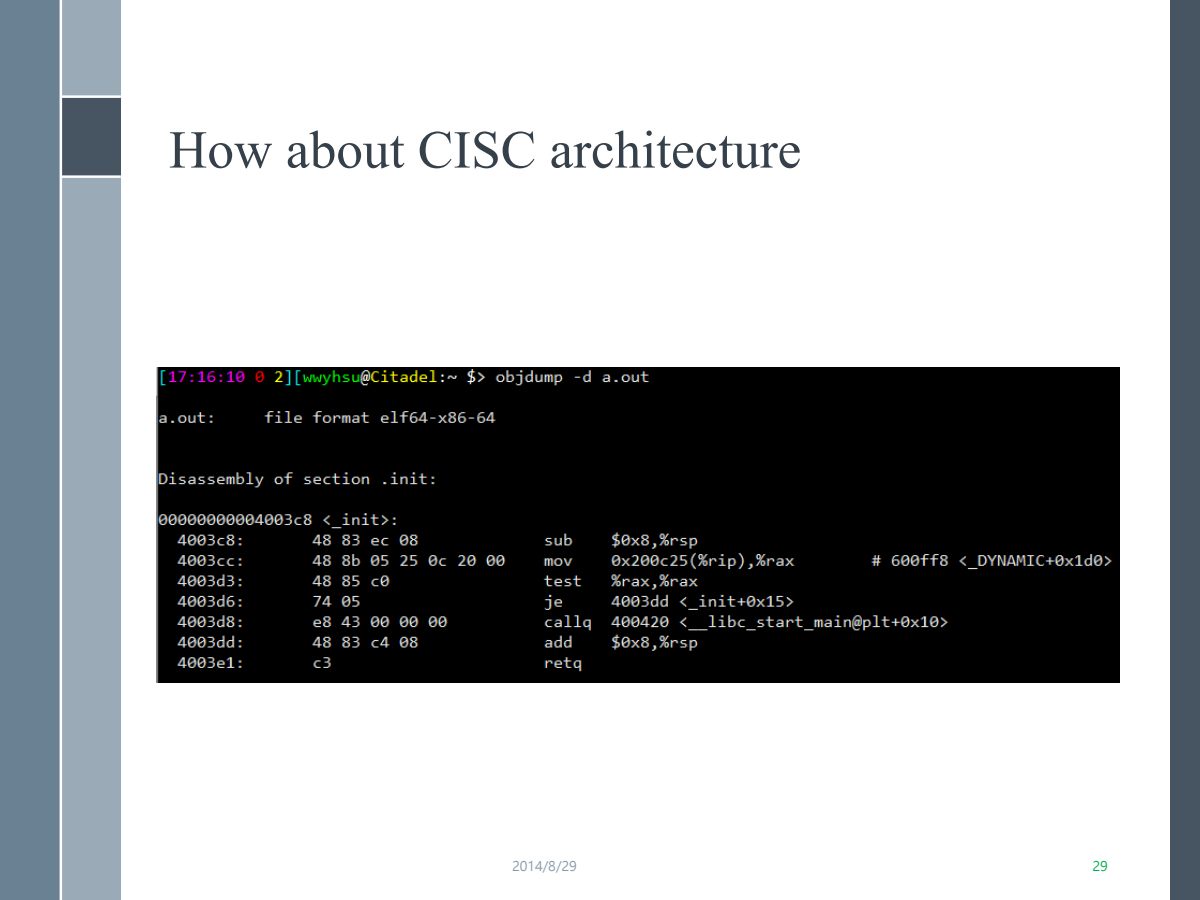 How about CISC architecture
[17:16:10 0 2][wwyhsu@Citadel:~ $> objdump -d a.out
a.out:     file format elf64-x86-64
Disassembly of section .init:
00000000004003c8 <_init>:
  4003c8:       48 83 ec 08             sub    $0x8,%rsp
  4003cc:       48 8b 05 25 0c 20 00    mov    0x200c25(%rip),%rax        # 600ff8 <_DYNAMIC+0x1d0>
  4003d3:       48 85 c0                test   %rax,%rax
  4003d6:       74 05                   je     4003dd <_init+0x15>
  4003d8:       e8 43 00 00 00          callq  400420 <__libc_start_main@plt+0x10>
  4003dd:       48 83 c4 08             add    $0x8,%rsp
  4003e1:       c3                      retq
2014/8/29
29